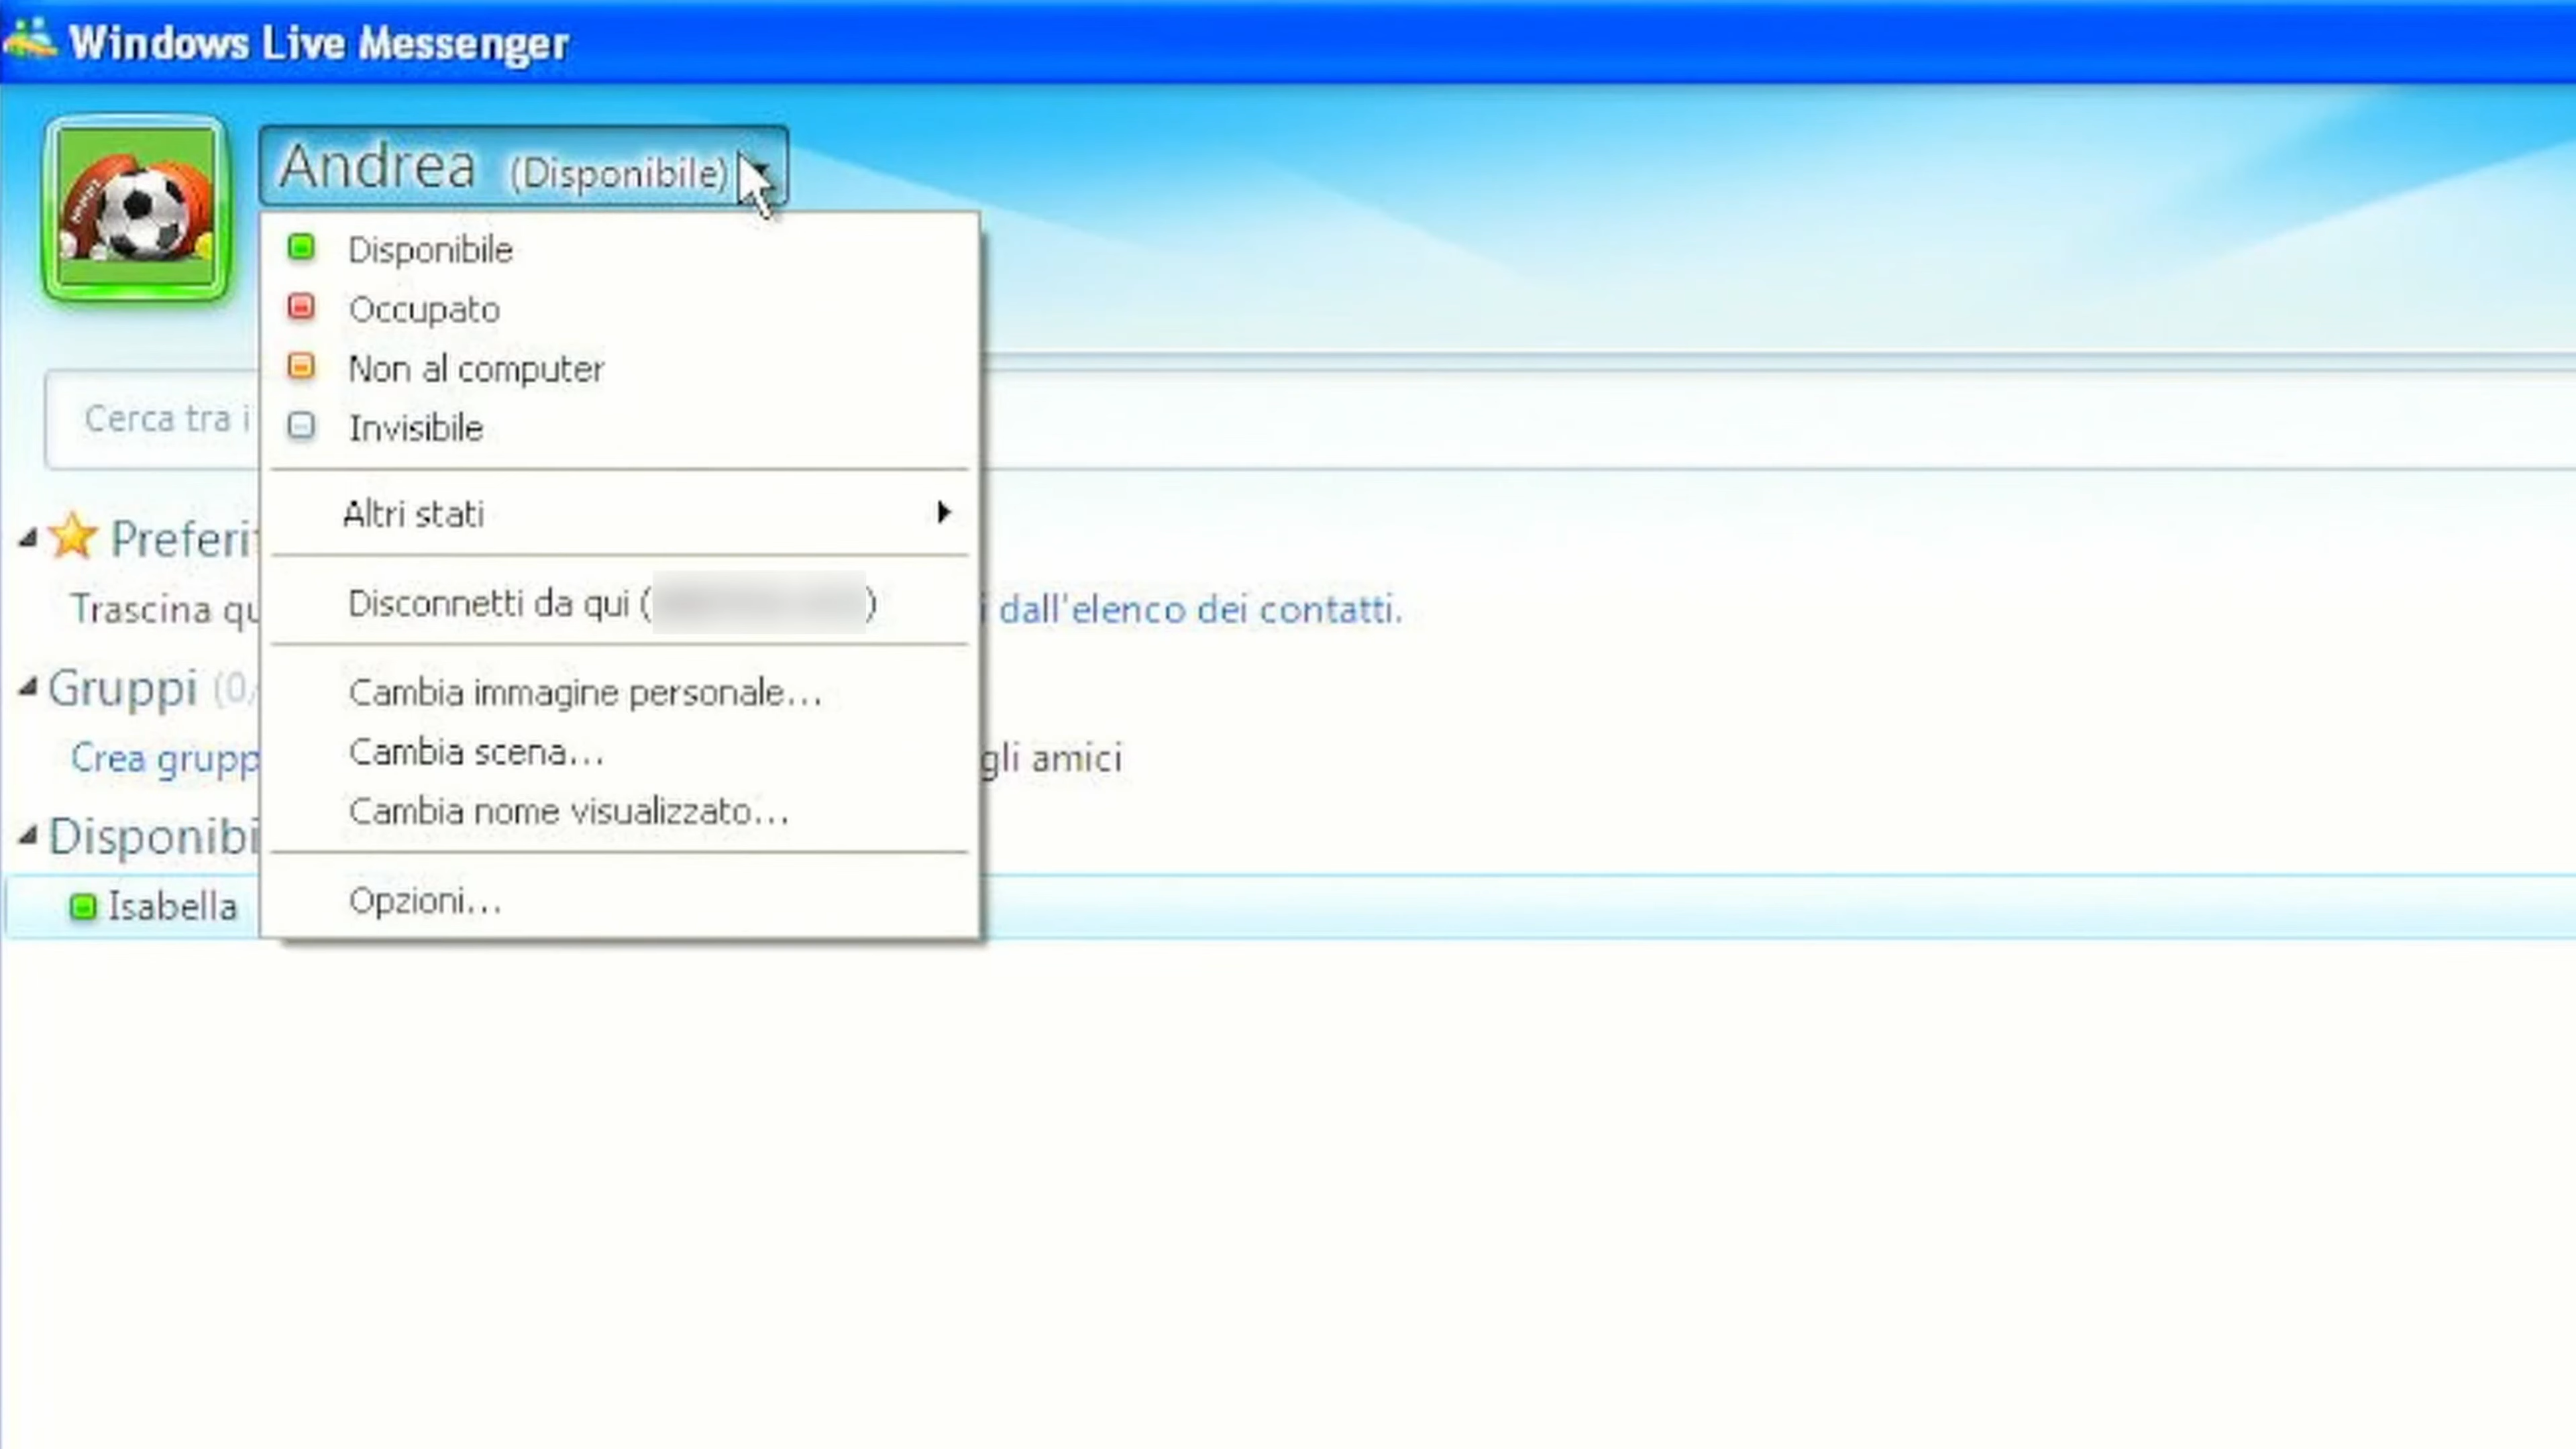 Windows Live Messenger
Andrea (Disponibile)
Disponibile
Occupato
Non al computer
Cerca tra i
Invisibile
Altri stati
Preferit
Disconnetti da qui ( )
Trascina qu i dall'elenco dei contatti.
Gruppi (0/
Cambia immagine personale...
Cambia scena...
Crea grupp gli amici
Cambia nome visualizzato...
Disponibi
Opzioni...
Isabella